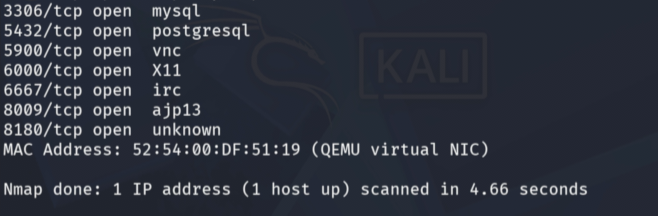 3306/tcp open  mysql
5432/tcp open  postgresql
5900/tcp open  vnc
6000/tcp open  X11
6667/tcp open  irc
8009/tcp open  ajp13
8180/tcp open  unknown
MAC Address: 52:54:00:DF:51:19 (QEMU virtual NIC)
Nmap done: 1 IP address (1 host up) scanned in 4.66 seconds
KALI